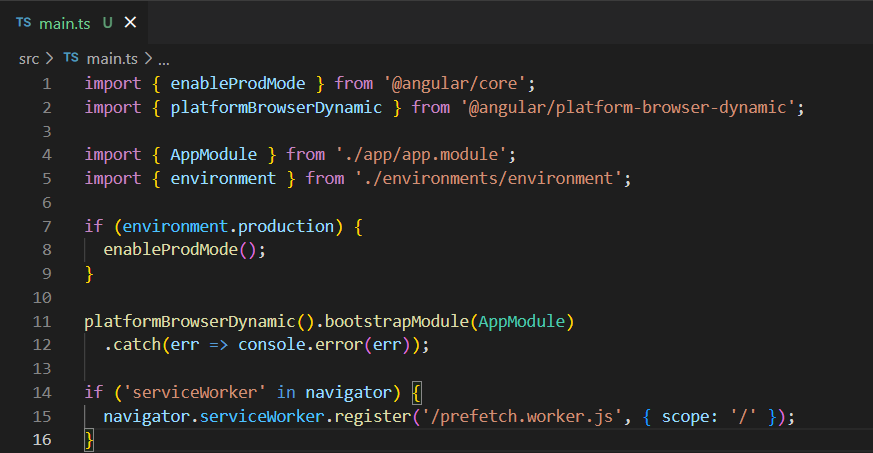 TS main.ts U ×
src > TS main.ts > ...
1 import { enableProdMode } from '@angular/core';
2 import { platformBrowserDynamic } from '@angular/platform-browser-dynamic';
3
4 import { AppModule } from './app/app.module';
5 import { environment } from './environments/environment';
6
7 if (environment.production) {
8   enableProdMode();
9 }
10
11 platformBrowserDynamic().bootstrapModule(AppModule)
12   .catch(err => console.error(err));
13
14 if ('serviceWorker' in navigator) {
15   navigator.serviceWorker.register('/prefetch.worker.js', { scope: '/' });
16 }